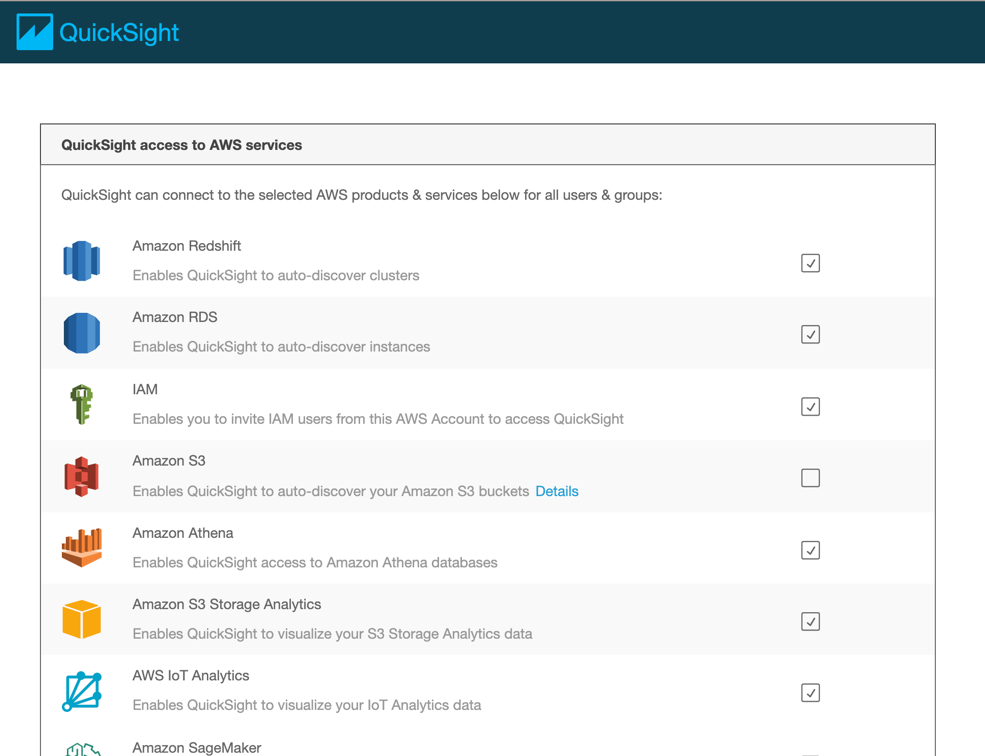 QuickSight
QuickSight access to AWS services
QuickSight can connect to the selected AWS products & services below for all users & groups:
Amazon Redshift
Enables QuickSight to auto-discover clusters
Amazon RDS
Enables QuickSight to auto-discover instances
IAM
Enables you to invite IAM users from this AWS Account to access QuickSight
Amazon S3
Enables QuickSight to auto-discover your Amazon S3 buckets Details
Amazon Athena
Enables QuickSight access to Amazon Athena databases
Amazon S3 Storage Analytics
Enables QuickSight to visualize your S3 Storage Analytics data
AWS IoT Analytics
Enables QuickSight to visualize your IoT Analytics data
Amazon SageMaker